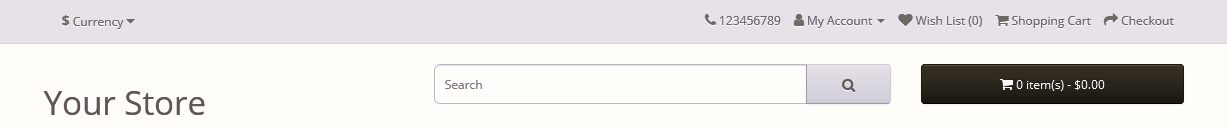 $ Currency
123456789 My Account Wish List (0) Shopping Cart Checkout
Your Store
Search
0 item(s) - $0.00